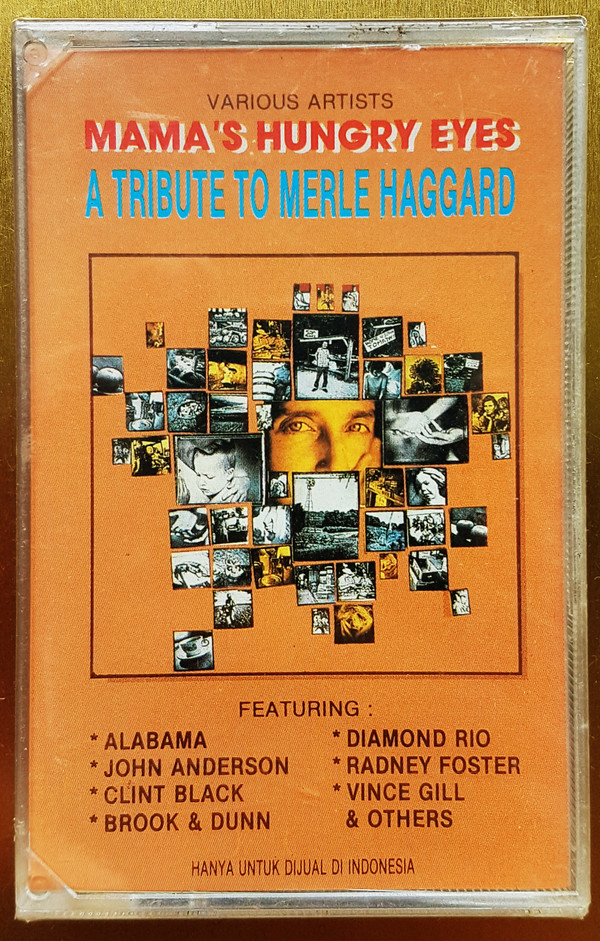 VARIOUS ARTISTS
MAMA'S HUNGRY EYES
A TRIBUTE TO MERLE HAGGARD
FEATURING :
* ALABAMA
* JOHN ANDERSON
* CLINT BLACK
* BROOK & DUNN
* DIAMOND RIO
* RADNEY FOSTER
* VINCE GILL
& OTHERS
HANYA UNTUK DIJUAL DI INDONESIA